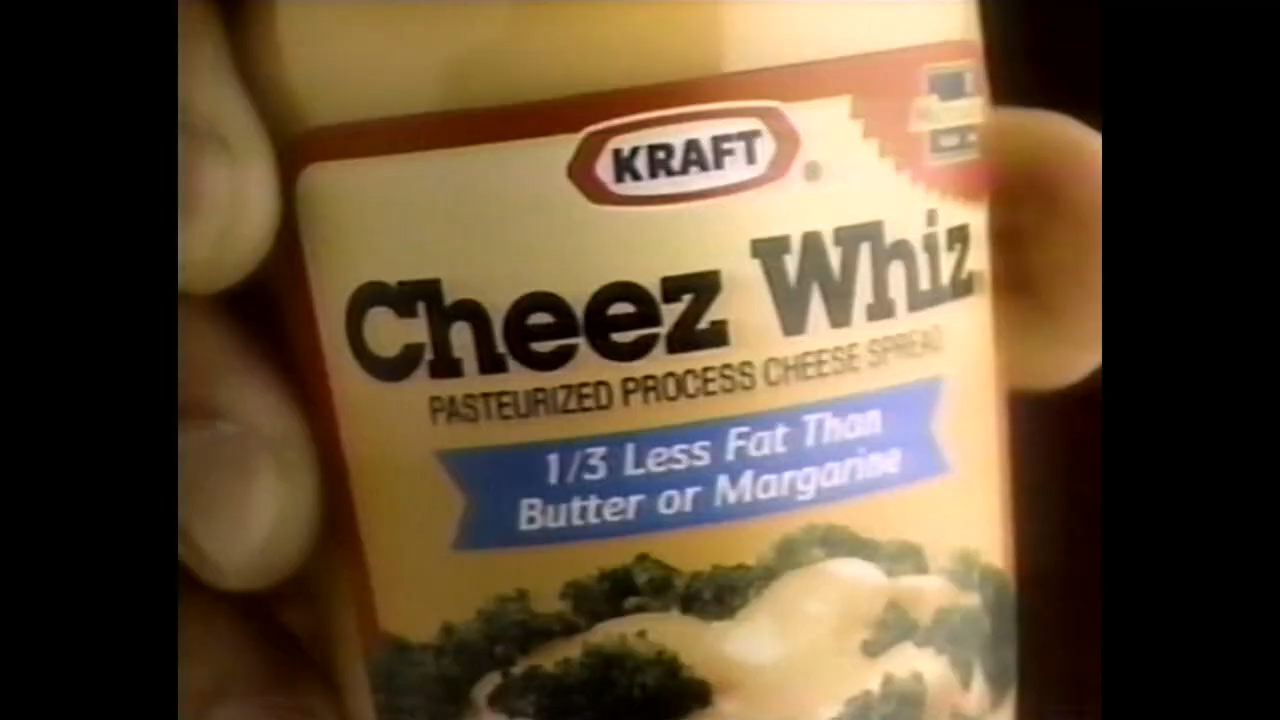 KRAFT
Cheez Whiz
PASTEURIZED PROCESS CHEESE SPREAD
1/3 Less Fat Than
Butter or Margarine